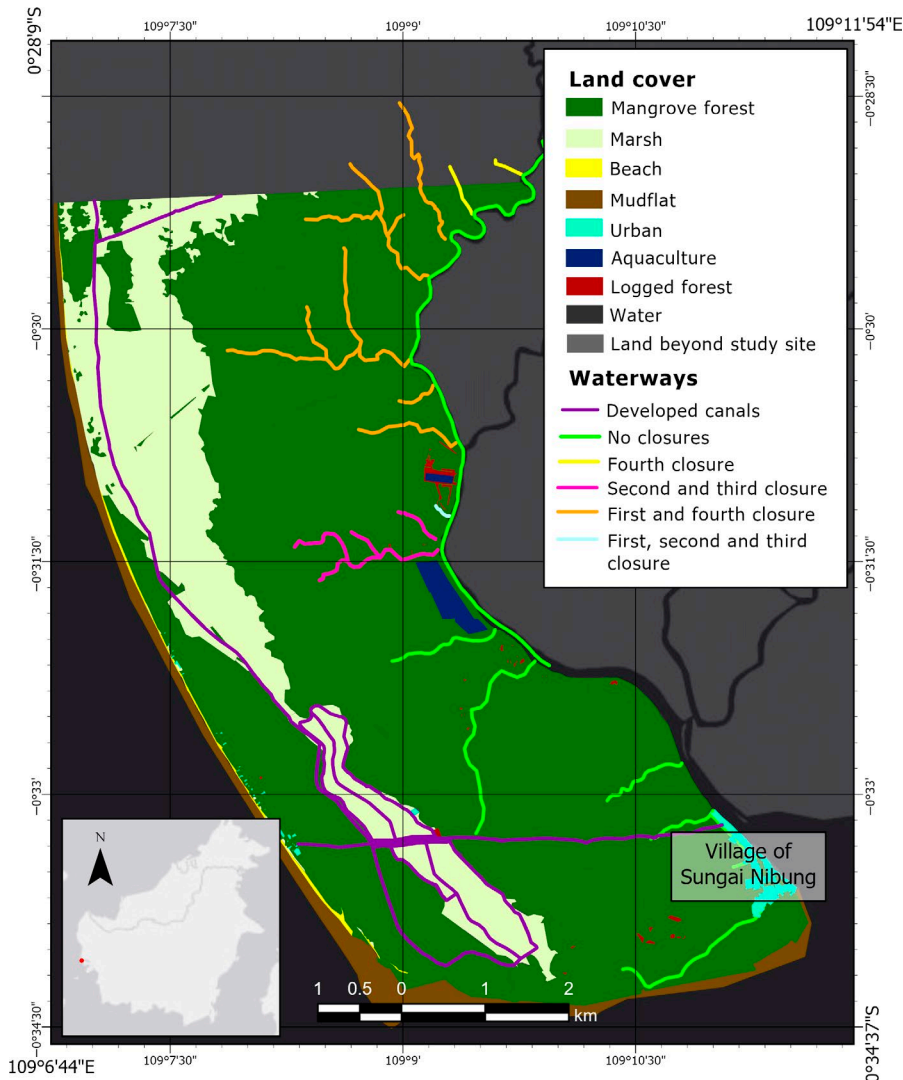 109°7'30"
109°9'
109°10'30"
109°11'54"E
0°28'9"S
-0°28'30"
Land cover
Mangrove forest
Marsh
Beach
Mudflat
Urban
Aquaculture
Logged forest
Water
Land beyond study site
Waterways
Developed canals
No closures
Fourth closure
Second and third closure
First and fourth closure
First, second and third
closure
-0°30'
-0°30'
-0°31'30"
-0°31'30"
-0°33'
-0°33'
Village of
Sungai Nibung
N
1 0.5 0 1 2
km
-0°34'30"
0°34'37"S
109°6'44"E
109°7'30"
109°9'
109°10'30"